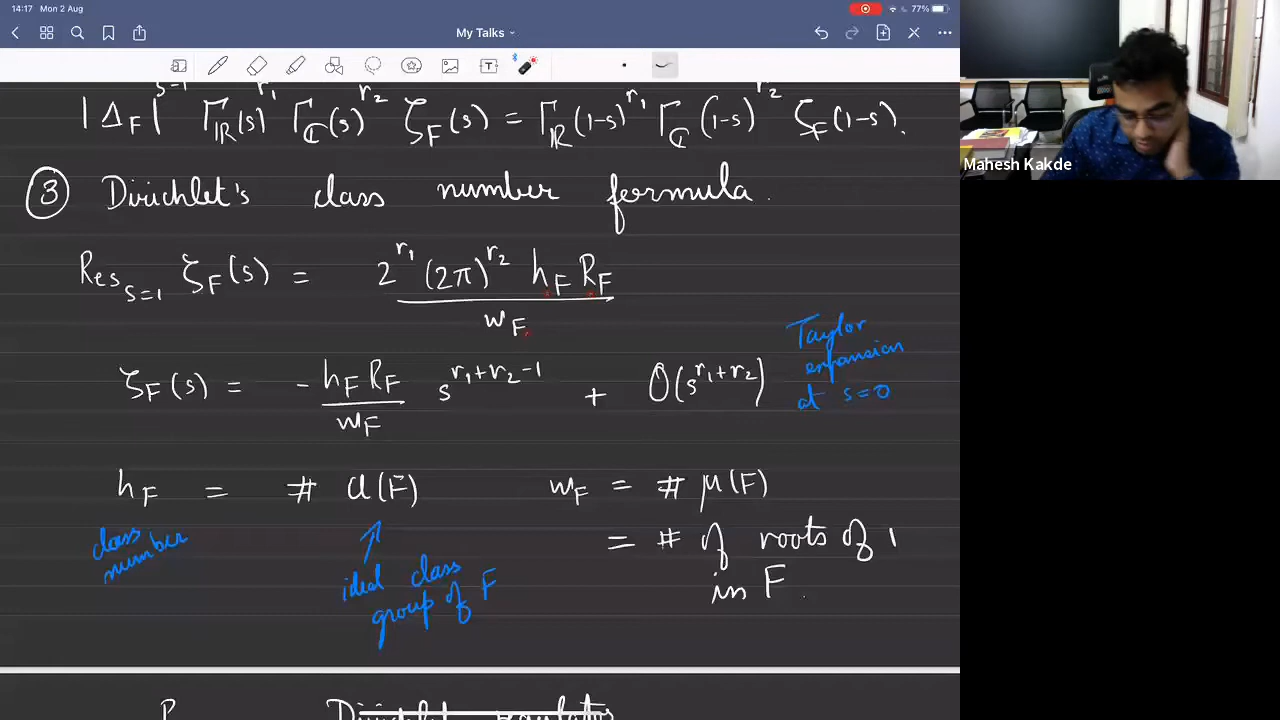 14:17 Mon 2 Aug
77%
My Talks
|Δ_F|^{s-1} Γ_ℝ(s)^{r_1} Γ_ℂ(s)^{r_2} ζ_F(s) = Γ_ℝ(1-s)^{r_1} Γ_ℂ(1-s)^{r_2} ζ_F(1-s).
Mahesh Kakde
③ Dirichlet's class number formula.
Res_{s=1} ζ_F(s) = 2^{r_1} (2π)^{r_2} h_F R_F / w_F
ζ_F(s) = - h_F R_F / w_F s^{r_1+r_2-1} + O(s^{r_1+r_2})
Taylor
expansion
at s=0
h_F = # Cl(F)
class
number
ideal class
group of F
w_F = # μ(F)
= # of roots of 1
in F.
Dirichlet regulator